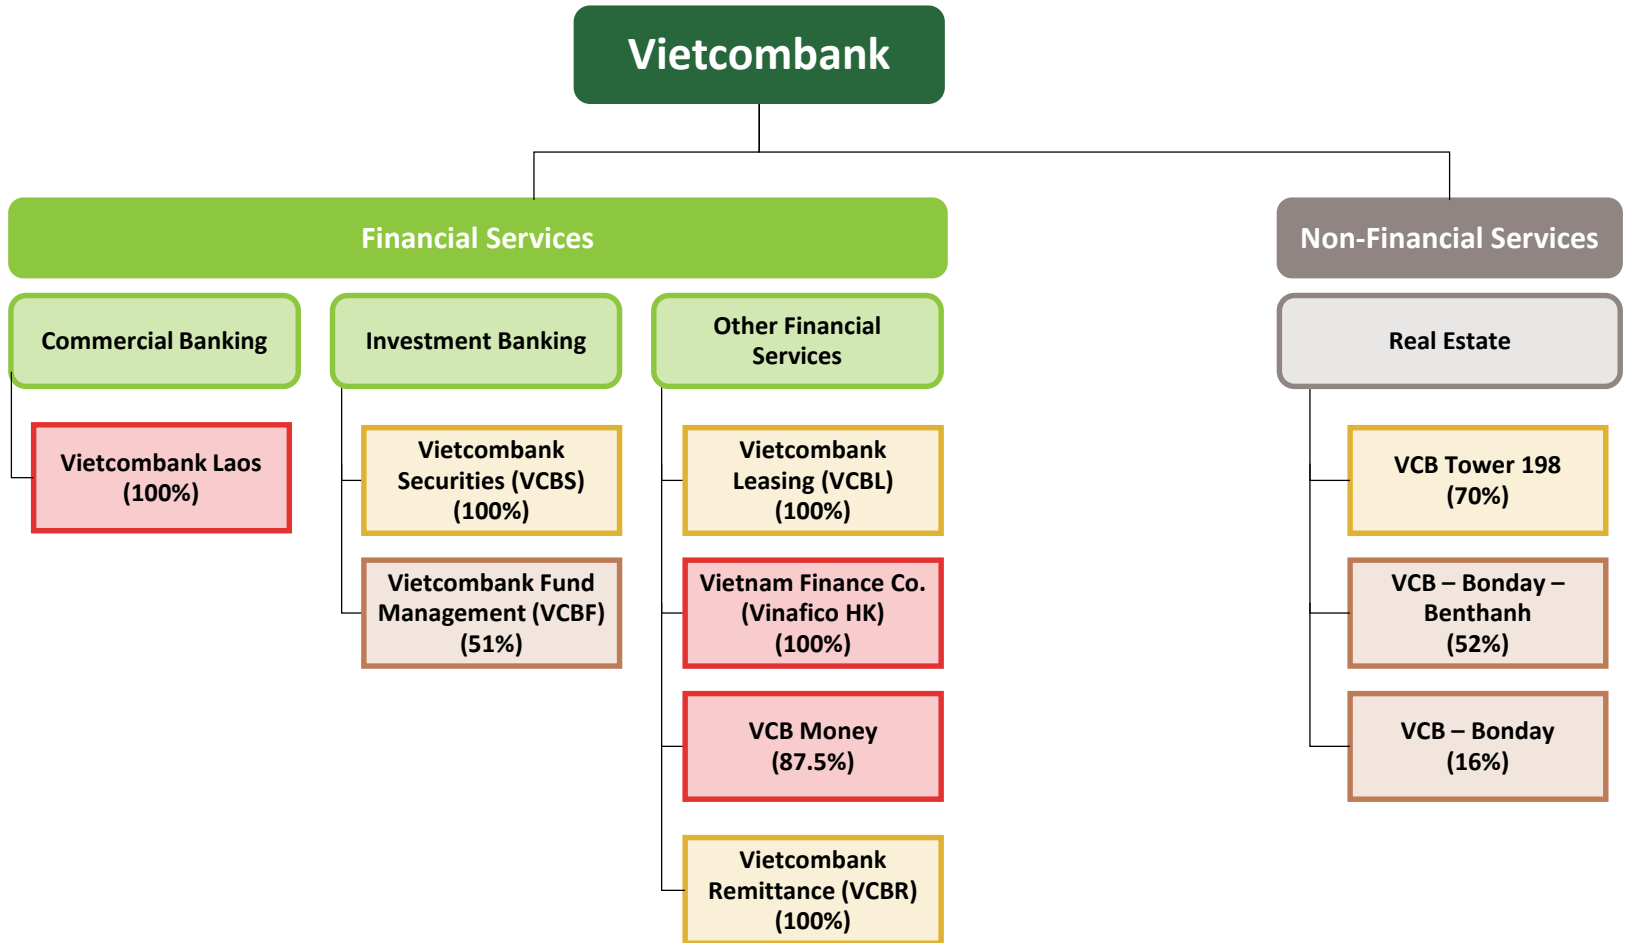 Vietcombank
Financial Services
Non-Financial Services
Commercial Banking
Investment Banking
Other Financial
Services
Real Estate
Vietcombank Laos
(100%)
Vietcombank
Securities (VCBS)
(100%)
Vietcombank Fund
Management (VCBF)
(51%)
Vietcombank
Leasing (VCBL)
(100%)
Vietnam Finance Co.
(Vinafico HK)
(100%)
VCB Money
(87.5%)
Vietcombank
Remittance (VCBR)
(100%)
VCB Tower 198
(70%)
VCB – Bonday –
Benthanh
(52%)
VCB – Bonday
(16%)